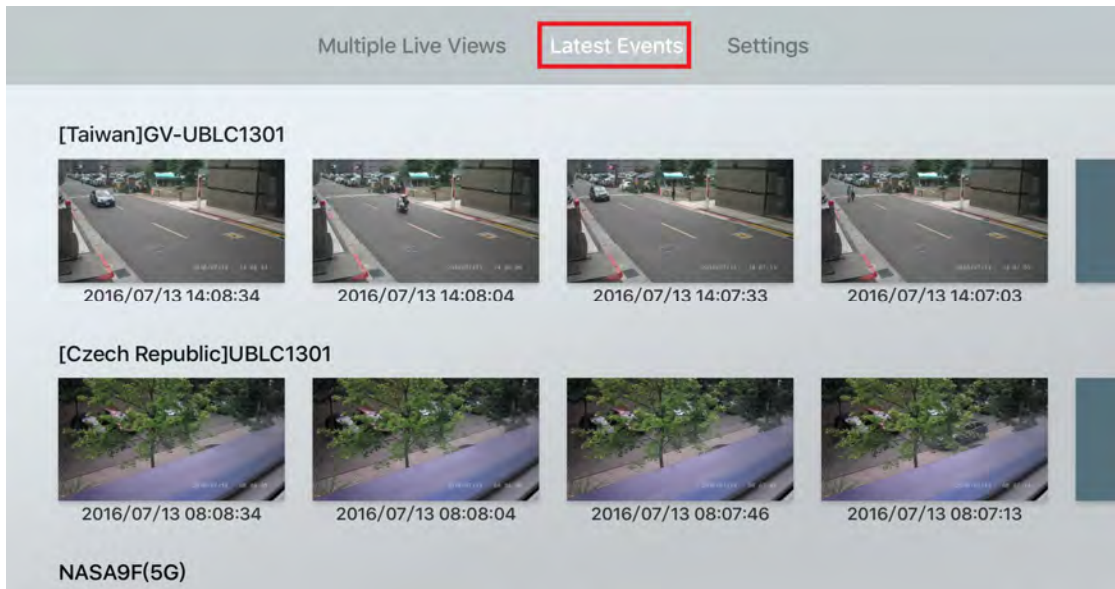 Multiple Live Views Latest Events Settings
[Taiwan]GV-UBLC1301
2016/07/13 14:08:34 2016/07/13 14:08:04 2016/07/13 14:07:33 2016/07/13 14:07:03
[Czech Republic]UBLC1301
2016/07/13 08:08:34 2016/07/13 08:08:04 2016/07/13 08:07:46 2016/07/13 08:07:13
NASA9F(5G)